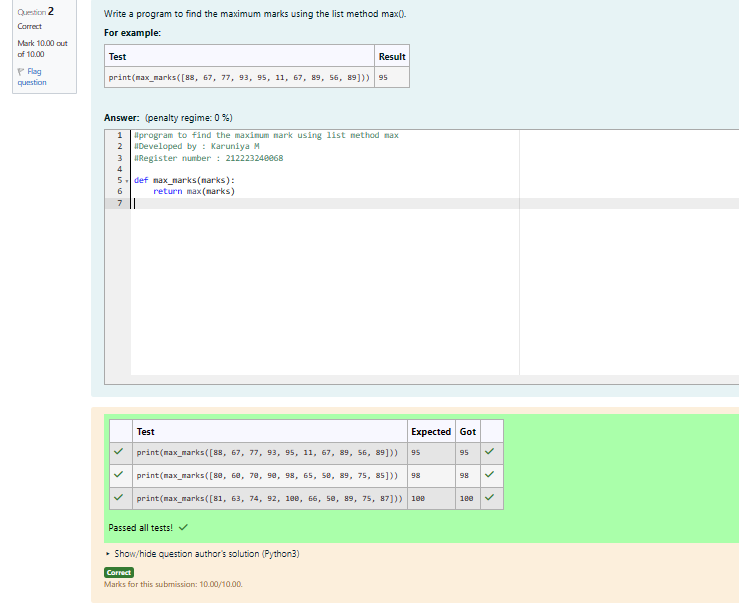 Question 2
Correct
Mark 10.00 out
of 10.00
Flag
question
Write a program to find the maximum marks using the list method max().
For example:
Test Result
print(max_marks([88, 67, 77, 93, 95, 11, 67, 89, 56, 89])) 95
Answer: (penalty regime: 0 %)
1 #program to find the maximum mark using list method max
2 #Developed by : Karuniya M
3 #Register number : 212223240068
4
5 def max_marks(marks):
6 return max(marks)
7
Test Expected Got
print(max_marks([88, 67, 77, 93, 95, 11, 67, 89, 56, 89])) 95 95
print(max_marks([80, 60, 70, 90, 98, 65, 50, 89, 75, 85])) 98 98
print(max_marks([81, 63, 74, 92, 100, 66, 50, 89, 75, 87])) 100 100
Passed all tests!
Show/hide question author's solution (Python3)
Correct
Marks for this submission: 10.00/10.00.